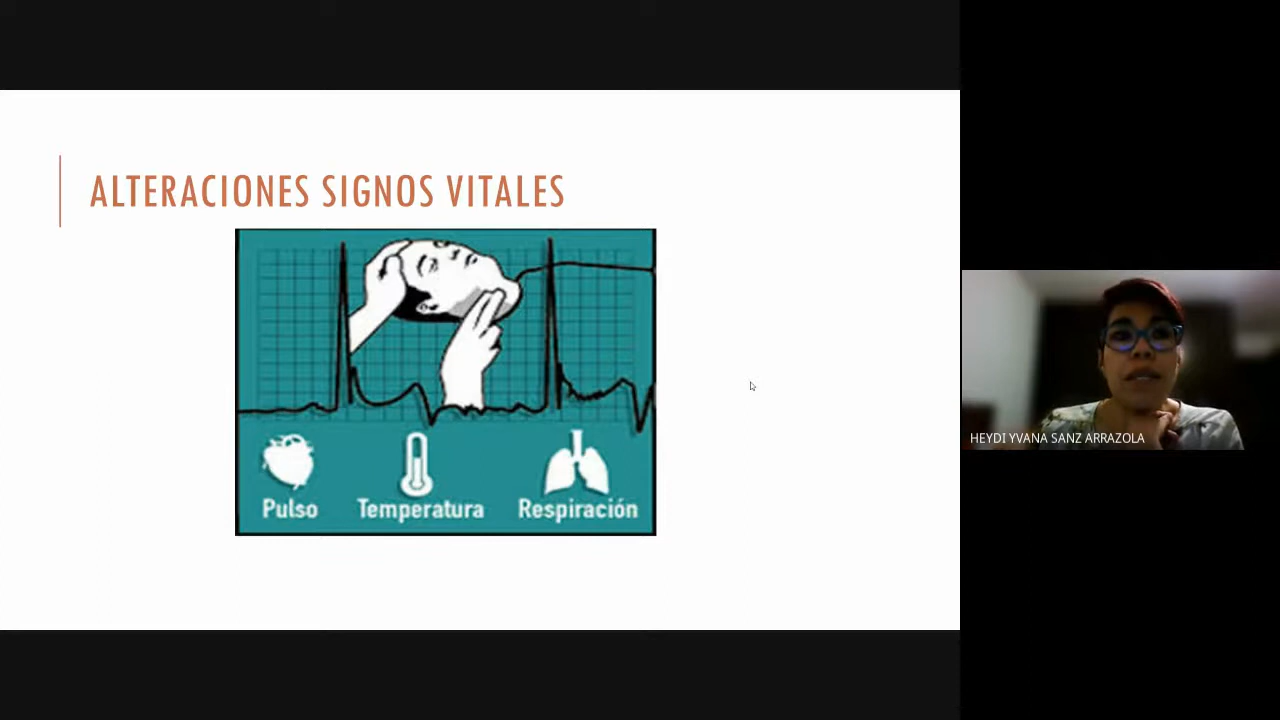 ALTERACIONES SIGNOS VITALES
Pulso
Temperatura
Respiración
HEYDI YVANA SANZ ARRAZOLA